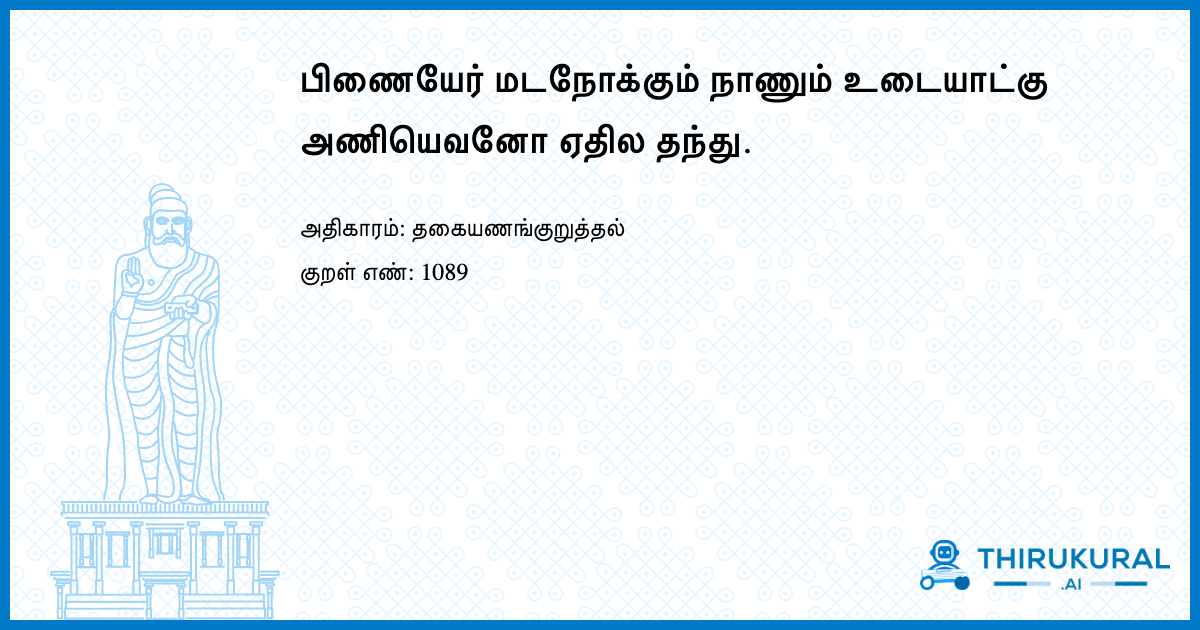 பிணையேர் மடநோக்கும் நாணும் உடையாட்கு
அணியெவனோ ஏதில தந்து.
அதிகாரம்: தகையணங்குறுத்தல்
குறள் எண்: 1089
THIRUKURAL
.AI